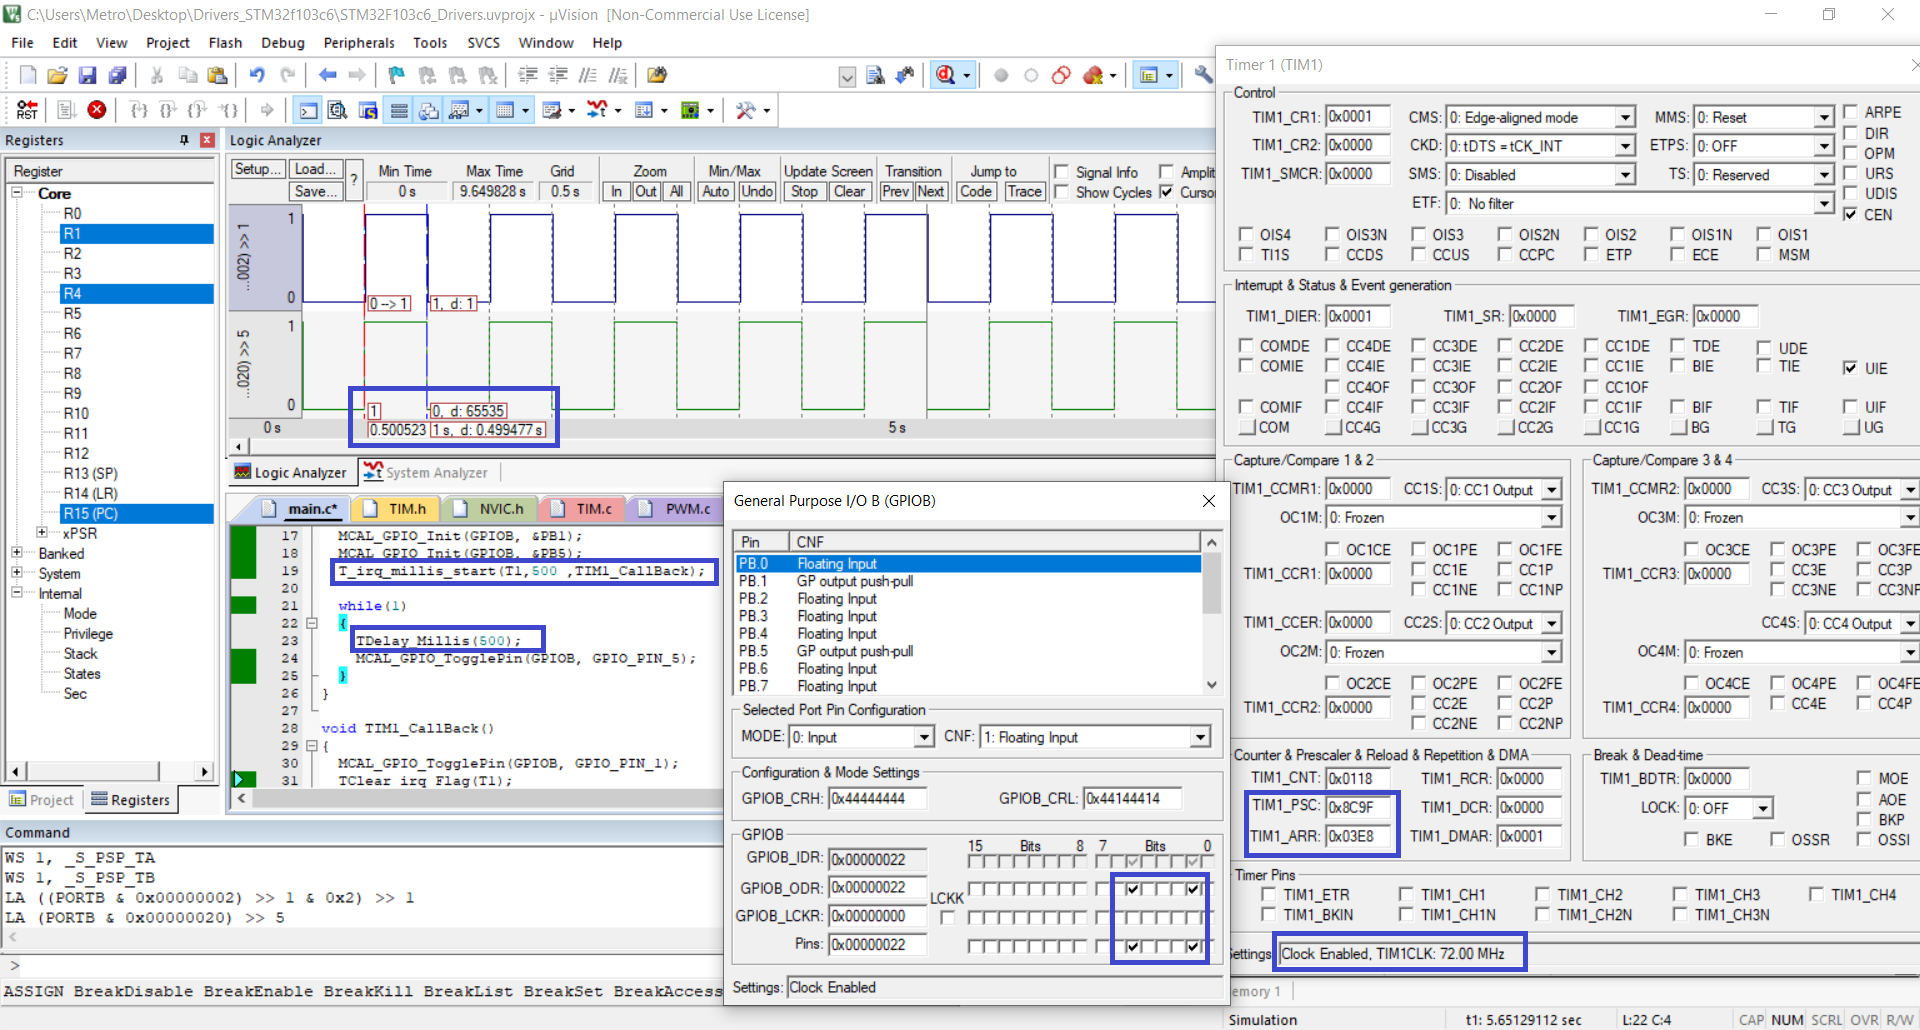 C:\Users\Metro\Desktop\Drivers_STM32f103c6\STM32F103c6_Drivers.uvprojx - µVision  [Non-Commercial Use License]
File Edit View Project Flash Debug Peripherals Tools SVCS Window Help
Registers
Register
Core
R0
R1
R2
R3
R4
R5
R6
R7
R8
R9
R10
R11
R12
R13 (SP)
R14 (LR)
R15 (PC)
xPSR
Banked
System
Internal
Mode
Privilege
Stack
States
Sec
Project Registers
Logic Analyzer
Setup... Load... Min Time Max Time Grid Zoom Min/Max Update Screen Transition Jump to Signal Info Amplit
Save... ? 0 s 9.649828 s 0.5 s In Out All Auto Undo Stop Clear Prev Next Code Trace Show Cycles Curso
...002) >> 1
1
0
0 --> 1 1, d: 1
...020) >> 5
1
0
1 0, d: 65535
0 s 0.500523 1 s, d: 0.499477 s 5 s
Logic Analyzer System Analyzer
main.c* TIM.h NVIC.h TIM.c PWM.c
17 MCAL_GPIO_Init(GPIOB, &PB1);
18 MCAL_GPIO_Init(GPIOB, &PB5);
19 T_irq_millis_start(T1,500 ,TIM1_CallBack);
20
21 while(1)
22 {
23 TDelay_Millis(500);
24 MCAL_GPIO_TogglePin(GPIOB, GPIO_PIN_5);
25 }
26 }
27
28 void TIM1_CallBack()
29 {
30 MCAL_GPIO_TogglePin(GPIOB, GPIO_PIN_1);
31 TClear_irq_Flag(T1);
Command
WS 1, _S_PSP_TA
WS 1, _S_PSP_TB
LA ((PORTB & 0x00000002) >> 1 & 0x2) >> 1
LA (PORTB & 0x00000020) >> 5
>
ASSIGN BreakDisable BreakEnable BreakKill BreakList BreakSet BreakAccess
General Purpose I/O B (GPIOB)
Pin CNF
PB.0 Floating Input
PB.1 GP output push-pull
PB.2 Floating Input
PB.3 Floating Input
PB.4 Floating Input
PB.5 GP output push-pull
PB.6 Floating Input
PB.7 Floating Input
Selected Port Pin Configuration
MODE: 0: Input CNF: 1: Floating Input
Configuration & Mode Settings
GPIOB_CRH: 0x44444444 GPIOB_CRL: 0x44144414
GPIOB
15 Bits 8 7 Bits 0
GPIOB_IDR: 0x00000022
GPIOB_ODR: 0x00000022
LCKK
GPIOB_LCKR: 0x00000000
Pins: 0x00000022
Settings: Clock Enabled
Timer 1 (TIM1)
Control
TIM1_CR1: 0x0001 CMS: 0: Edge-aligned mode MMS: 0: Reset ARPE
DIR
TIM1_CR2: 0x0000 CKD: 0: tDTS = tCK_INT ETPS: 0: OFF OPM
TIM1_SMCR: 0x0000 SMS: 0: Disabled TS: 0: Reserved URS
UDIS
ETF: 0: No filter CEN
OIS4 OIS3N OIS3 OIS2N OIS2 OIS1N OIS1
TI1S CCDS CCUS CCPC ETP ECE MSM
Interrupt & Status & Event generation
TIM1_DIER: 0x0001 TIM1_SR: 0x0000 TIM1_EGR: 0x0000
COMDE CC4DE CC3DE CC2DE CC1DE TDE UDE
COMIE CC4IE CC3IE CC2IE CC1IE BIE TIE UIE
CC4OF CC3OF CC2OF CC1OF
COMIF CC4IF CC3IF CC2IF CC1IF BIF TIF UIF
COM CC4G CC3G CC2G CC1G BG TG UG
Capture/Compare 1 & 2
TIM1_CCMR1: 0x0000 CC1S: 0: CC1 Output
OC1M: 0: Frozen
OC1CE OC1PE OC1FE
TIM1_CCR1: 0x0000 CC1E CC1P
CC1NE CC1NP
TIM1_CCER: 0x0000 CC2S: 0: CC2 Output
OC2M: 0: Frozen
OC2CE OC2PE OC2FE
TIM1_CCR2: 0x0000 CC2E CC2P
CC2NE CC2NP
Capture/Compare 3 & 4
TIM1_CCMR2: 0x0000 CC3S: 0: CC3 Output
OC3M: 0: Frozen
OC3CE OC3PE OC3FE
TIM1_CCR3: 0x0000 CC3E CC3P
CC3NE CC3NP
CC4S: 0: CC4 Output
OC4M: 0: Frozen
OC4CE OC4PE OC4FE
TIM1_CCR4: 0x0000 CC4E CC4P
Counter & Prescaler & Reload & Repetition & DMA
TIM1_CNT: 0x0118 TIM1_RCR: 0x0000
TIM1_PSC: 0x8C9F TIM1_DCR: 0x0000
TIM1_ARR: 0x03E8 TIM1_DMAR: 0x0001
Break & Dead-time
TIM1_BDTR: 0x0000 MOE
LOCK: 0: OFF AOE
BKP
BKE OSSR OSSI
Timer Pins
TIM1_ETR TIM1_CH1 TIM1_CH2 TIM1_CH3 TIM1_CH4
TIM1_BKIN TIM1_CH1N TIM1_CH2N TIM1_CH3N
ettings Clock Enabled, TIM1CLK: 72.00 MHz
emory 1
Simulation t1: 5.65129112 sec L:22 C:4 CAP NUM SCRL OVR R/W